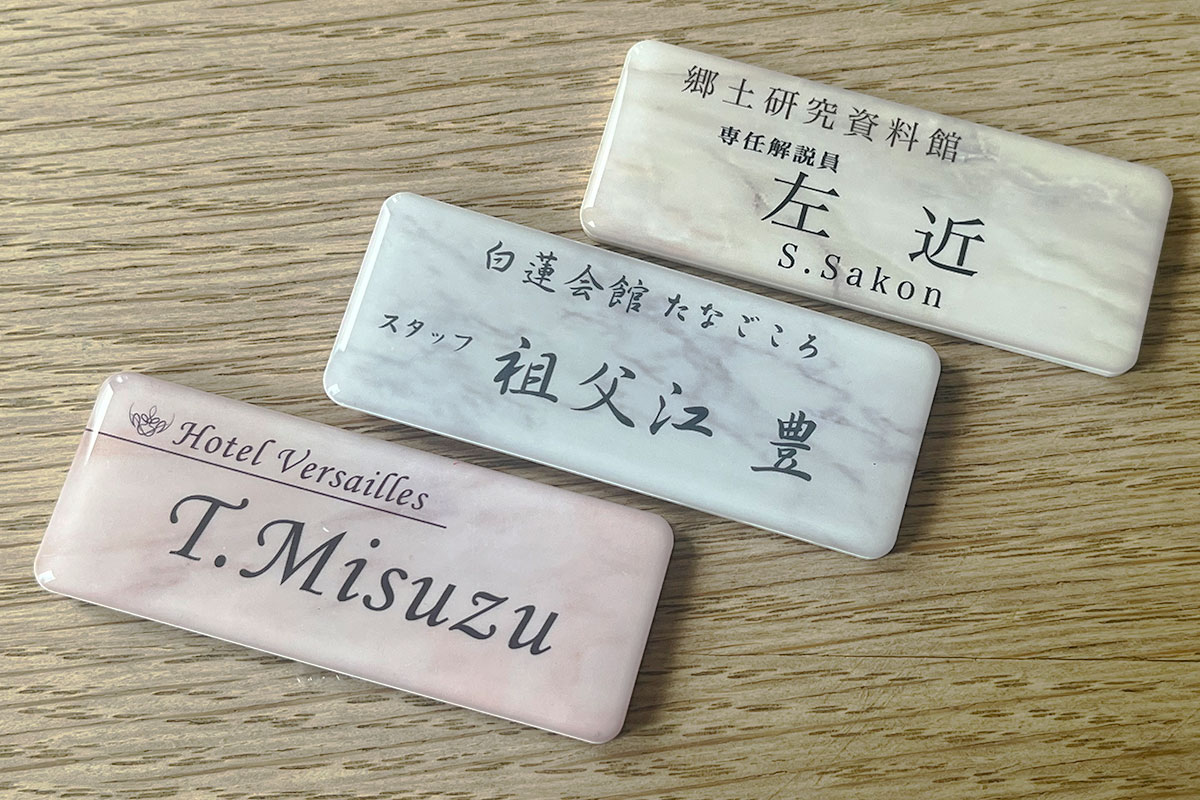 郷土研究資料館
専任解説員
左 近
S.Sakon
白蓮会館 たなごころ
スタッフ 祖父江 豊
Hotel Versailles
T.Misuzu